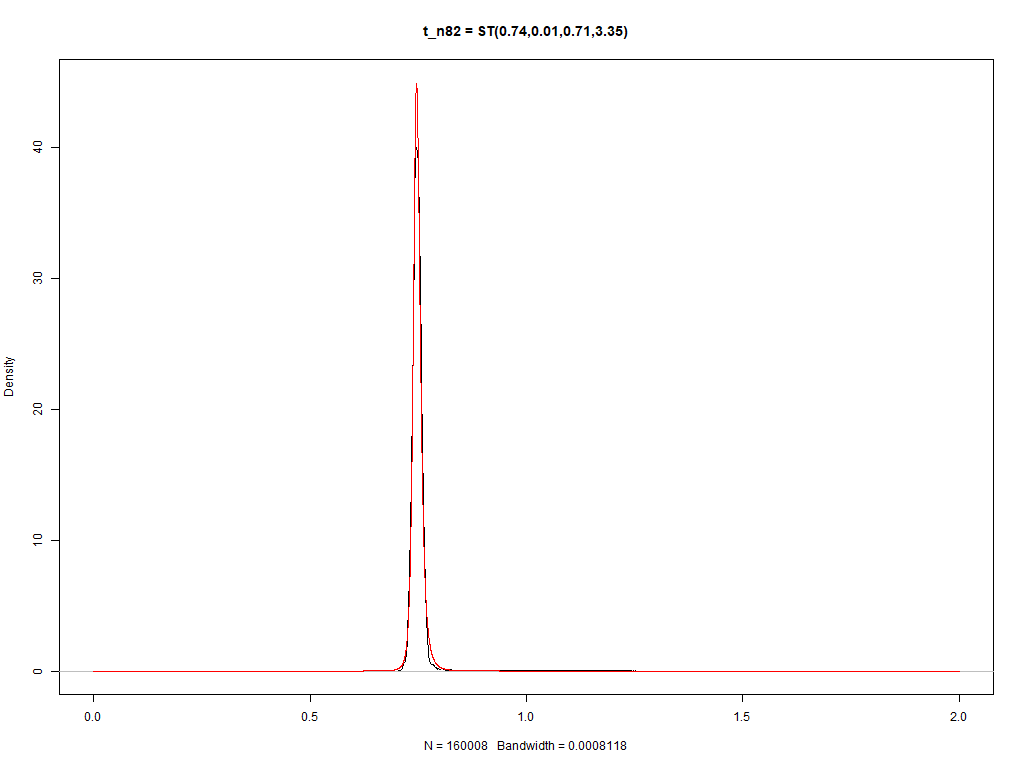 t_n82 = ST(0.74,0.01,0.71,3.35)
Density
40
30
20
10
0
0.0 0.5 1.0 1.5 2.0
N = 160008 Bandwidth = 0.0008118